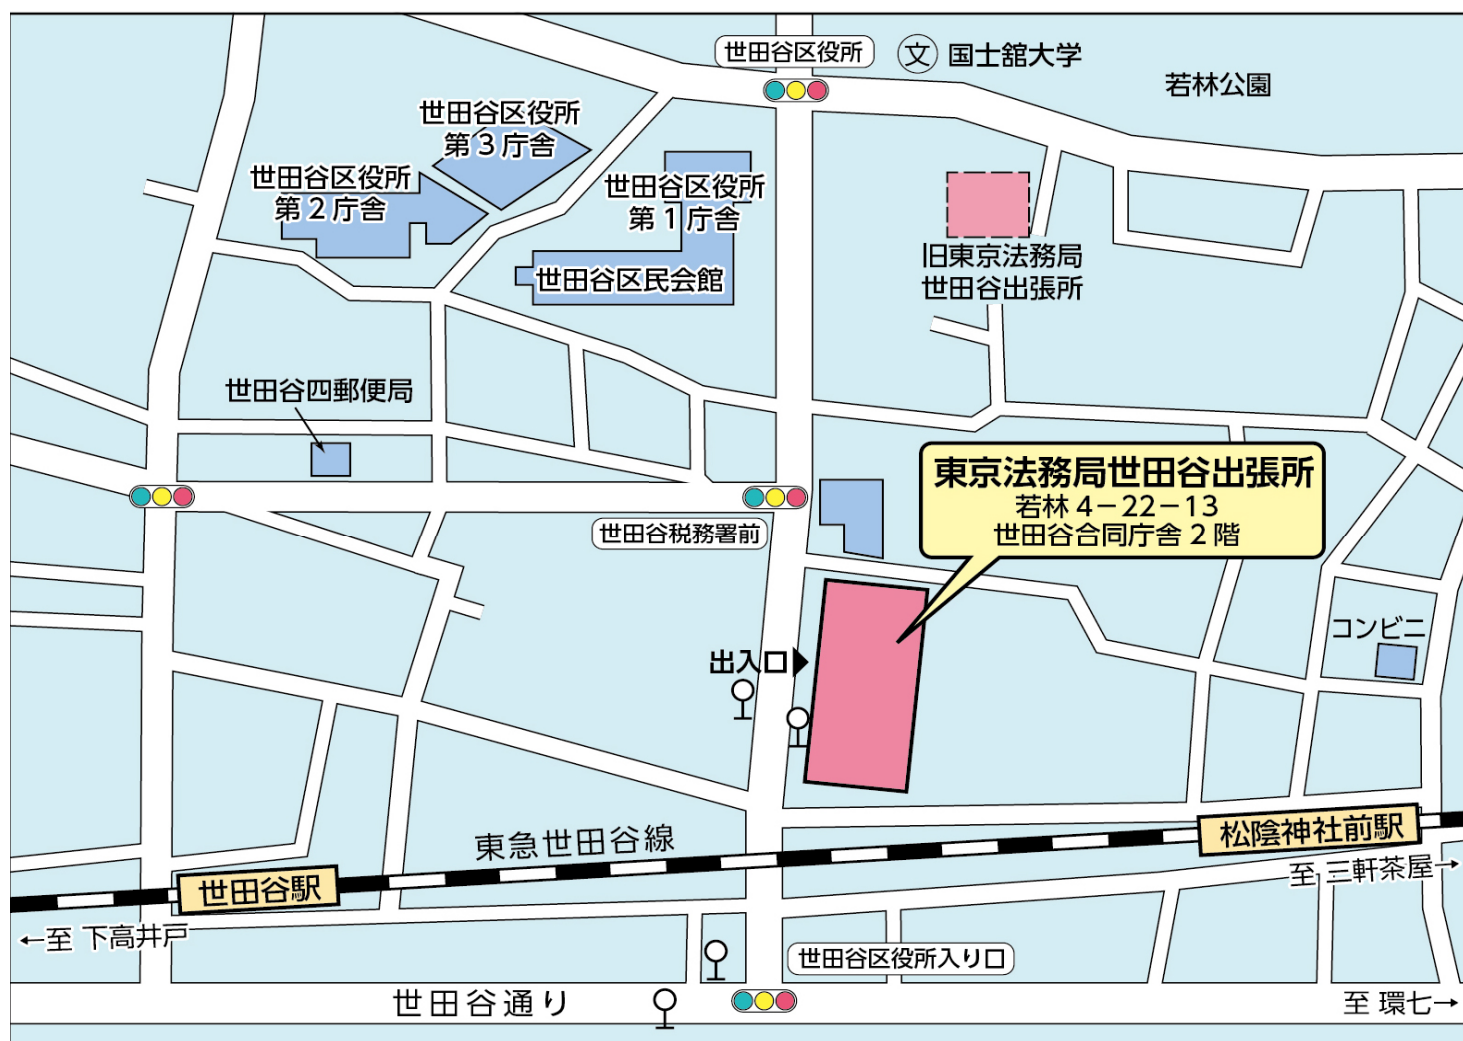 世田谷区役所
文 国士舘大学
若林公園
世田谷区役所
第3庁舎
世田谷区役所
第2庁舎
世田谷区役所
第1庁舎
世田谷区民会館
旧東京法務局
世田谷出張所
世田谷四郵便局
東京法務局世田谷出張所
若林4−22−13
世田谷合同庁舎2階
世田谷税務署前
コンビニ
出入口
東急世田谷線
松陰神社前駅
至 三軒茶屋→
世田谷駅
←至 下高井戸
世田谷区役所入り口
世田谷通り
至 環七→